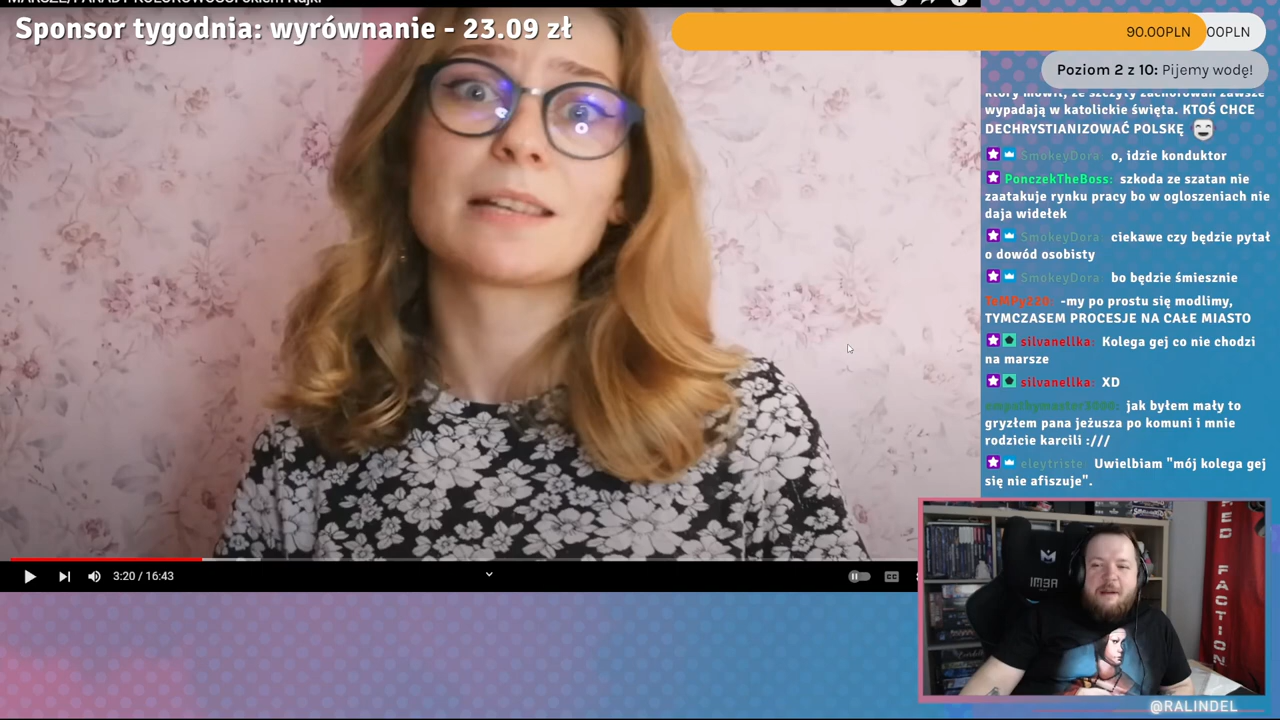 Sponsor tygodnia: wyrównanie - 23.09 zł
90.00PLN
00PLN
Poziom 2 z 10: Pijemy wodę!
który mówił, że szczyty zachorowań zawsze
wypadają w katolickie święta. KTOŚ CHCE
DECHRYSTIANIZOWAĆ POLSKĘ
SmokeyDora: o, idzie konduktor
PonczekTheBoss: szkoda ze szatan nie
zaatakuje rynku pracy bo w ogloszeniach nie
daja widełek
SmokeyDora: ciekawe czy będzie pytał
o dowód osobisty
SmokeyDora: bo będzie śmiesznie
-my po prostu się modlimy,
TYMCZASEM PROCESJE NA CAŁE MIASTO
silvanellka: Kolega gej co nie chodzi
na marsze
silvanellka: XD
jak byłem mały to
gryzłem pana jeżusza po komuni i mnie
rodzicie karcili :///
eleytriste: Uwielbiam "mój kolega gej
się nie afiszuje".
3:20 / 16:43
RED FACTION
@RALINDEL